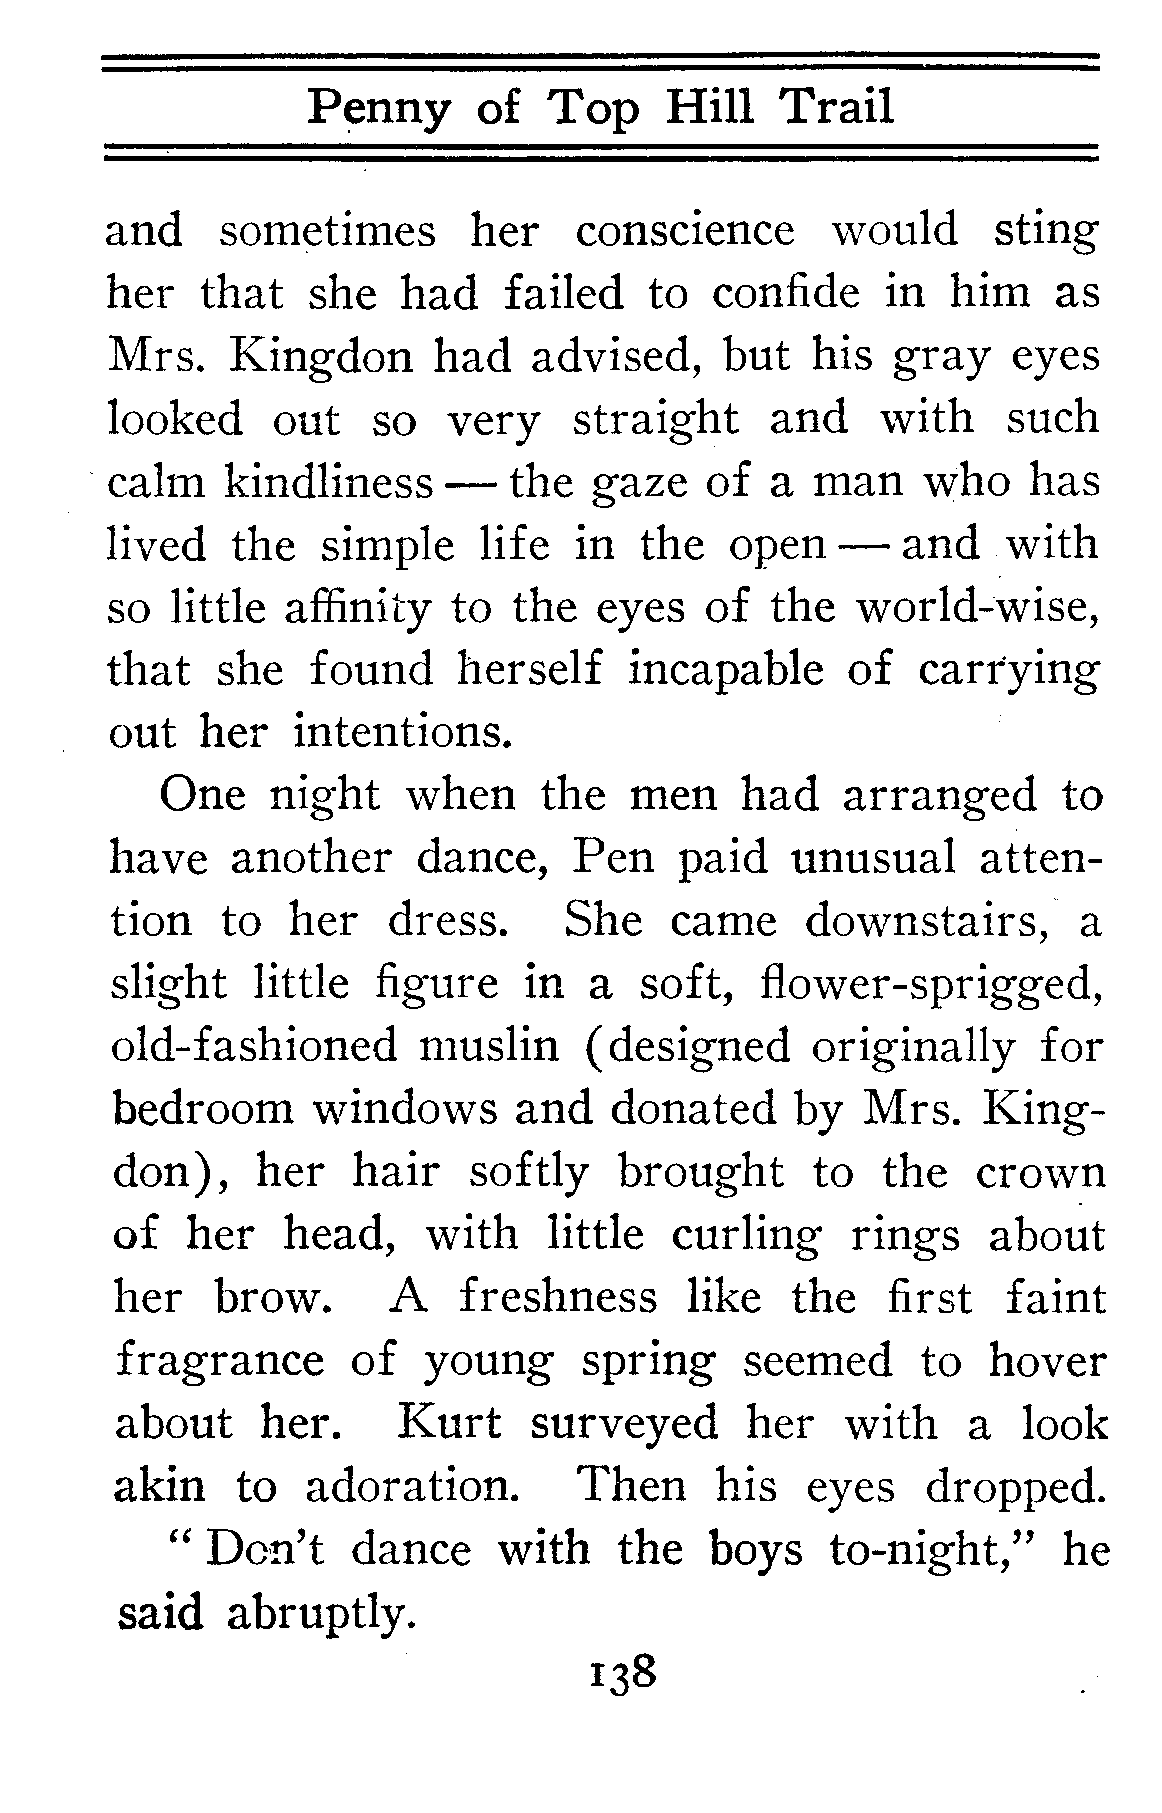 Penny of Top Hill Trail
and sometimes her conscience would sting
her that she had failed to confide in him as
Mrs. Kingdon had advised, but his gray eyes
looked out so very straight and with such
calm kindliness — the gaze of a man who has
lived the simple life in the open — and with
so little affinity to the eyes of the world-wise,
that she found herself incapable of carrying
out her intentions.
One night when the men had arranged to
have another dance, Pen paid unusual atten-
tion to her dress. She came downstairs, a
slight little figure in a soft, flower-sprigged,
old-fashioned muslin (designed originally for
bedroom windows and donated by Mrs. King-
don), her hair softly brought to the crown
of her head, with little curling rings about
her brow. A freshness like the first faint
fragrance of young spring seemed to hover
about her. Kurt surveyed her with a look
akin to adoration. Then his eyes dropped.
“ Don't dance with the boys to-night,” he
said abruptly.
138